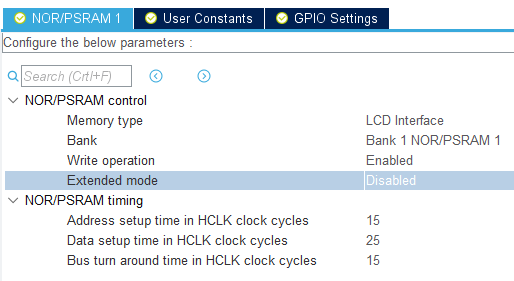 NOR/PSRAM 1 User Constants GPIO Settings
Configure the below parameters :
Search (CrtI+F)
NOR/PSRAM control
Memory type LCD Interface
Bank Bank 1 NOR/PSRAM 1
Write operation Enabled
Extended mode Disabled
NOR/PSRAM timing
Address setup time in HCLK clock cycles 15
Data setup time in HCLK clock cycles 25
Bus turn around time in HCLK clock cycles 15